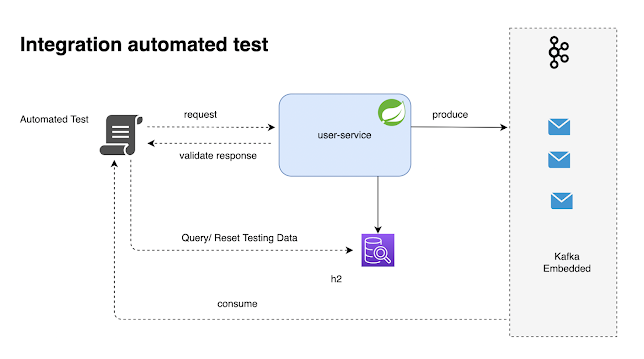 Integration automated test
Automated Test
request
validate response
user-service
produce
Query/ Reset Testing Data
h2
consume
Kafka
Embedded